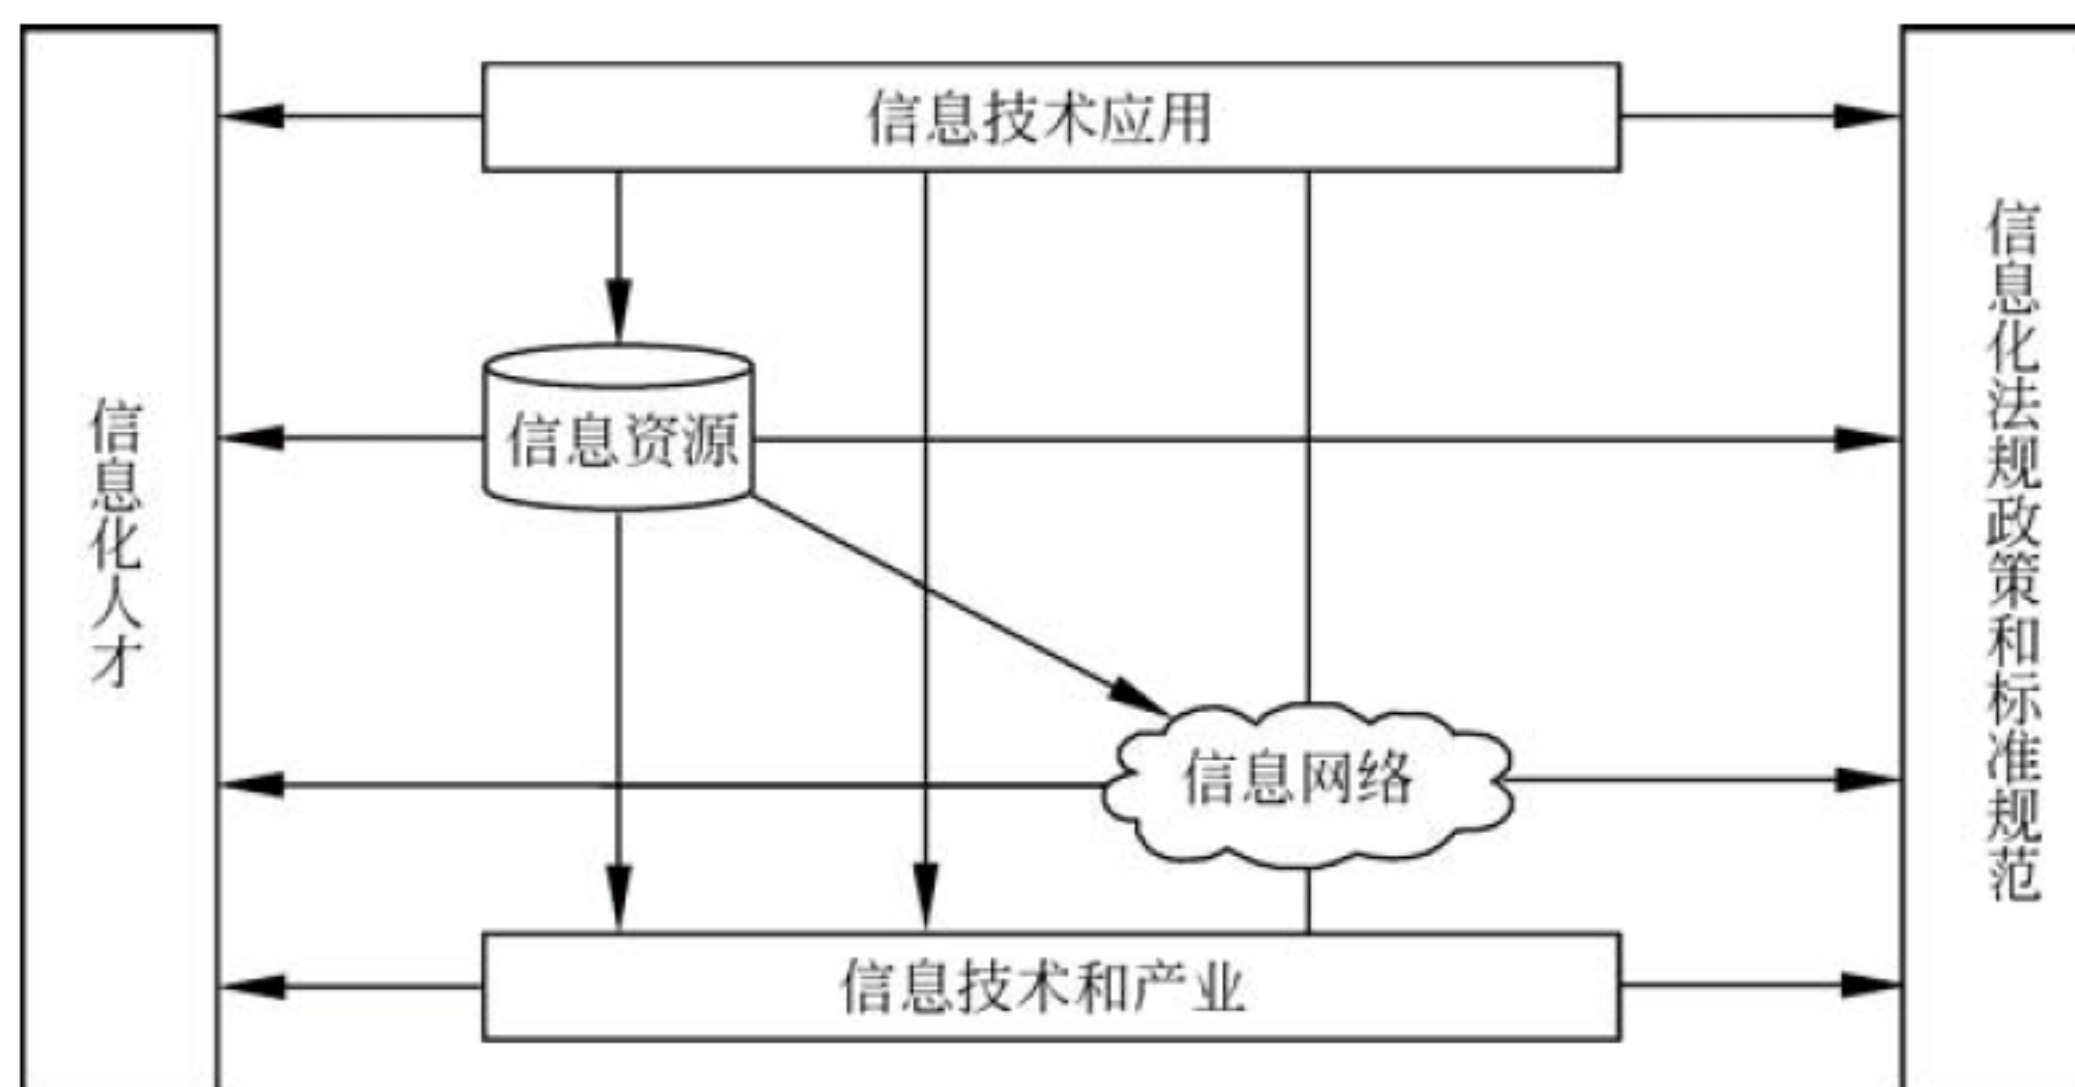 信息技术应用
信息资源
信息化人才
信息化法规政策和标准规范
信息网络
信息技术和产业